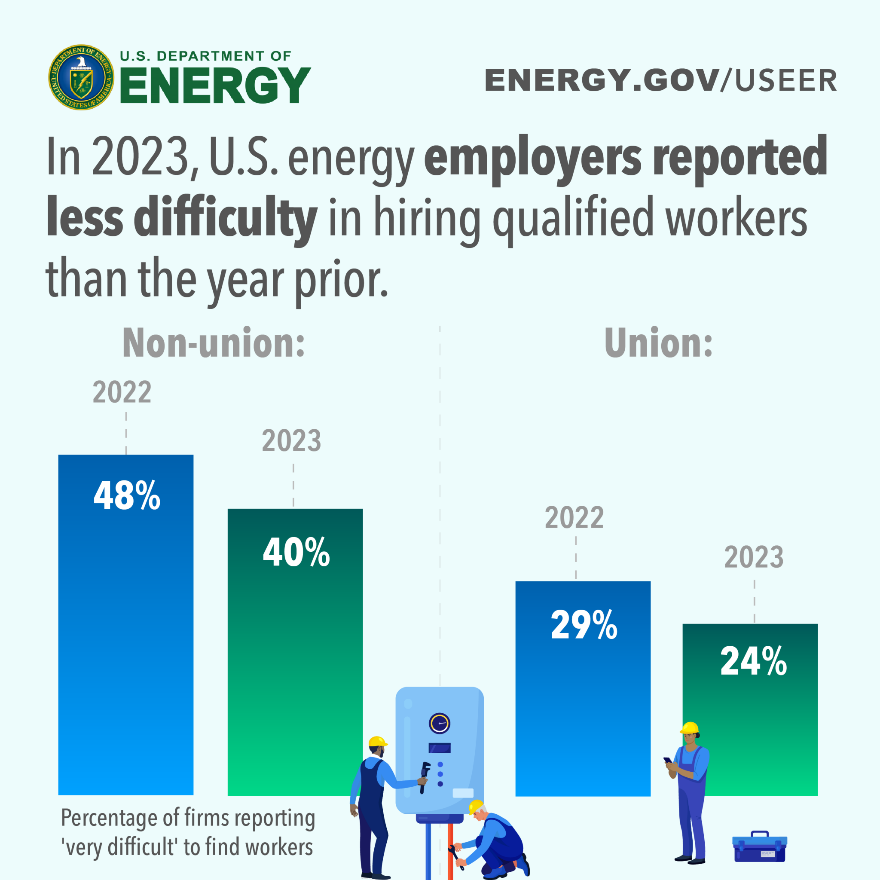 U.S. DEPARTMENT OF
ENERGY
ENERGY.GOV/USEER
In 2023, U.S. energy employers reported
less difficulty in hiring qualified workers
than the year prior.
Non-union:
Union:
2022
2023
48%
40%
2022
2023
29%
24%
Percentage of firms reporting
'very difficult' to find workers